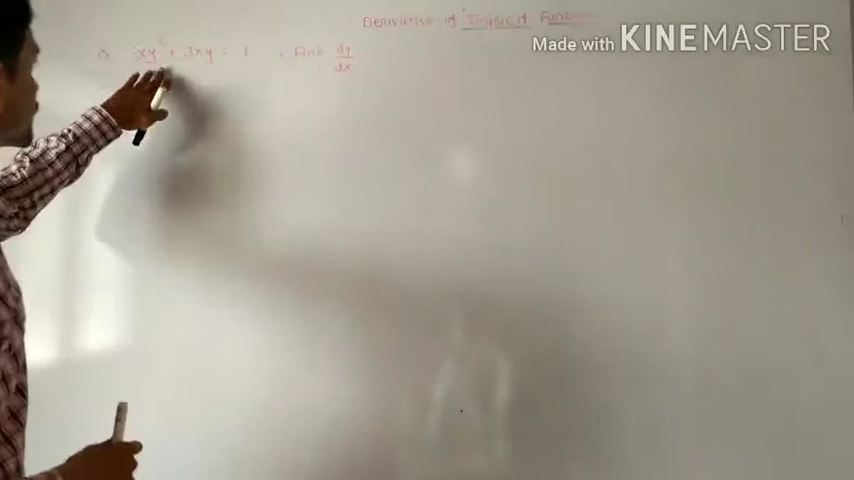 Derivative of "Implicit Function
Made With KINEMASTER
xy² + 3xy = 1 , Find dy/dx